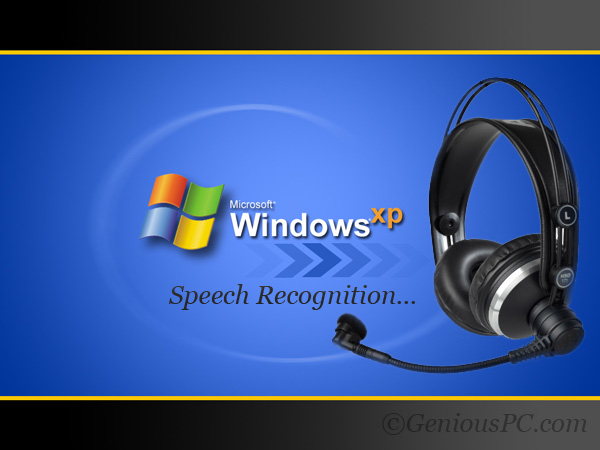 Microsoft®
Windows xp
Speech Recognition...
L
©GeniousPC.com